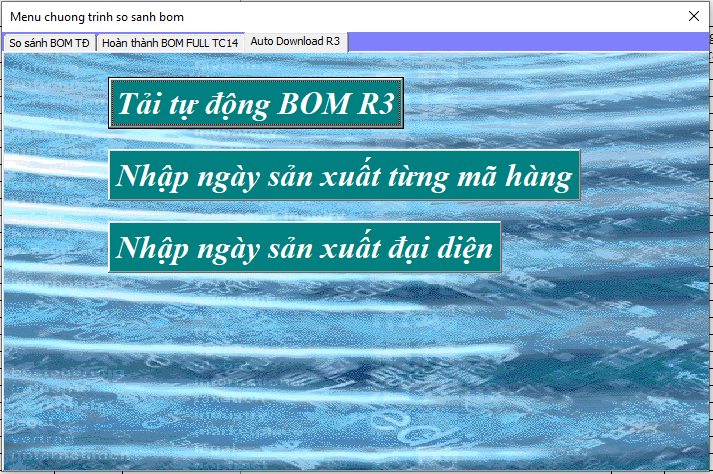 Menu chuong trinh so sanh bom
So sánh BOM TĐ
Hoàn thành BOM FULL TC14
Auto Download R3
Tải tự động BOM R3
Nhập ngày sản xuất từng mã hàng
Nhập ngày sản xuất đại diện